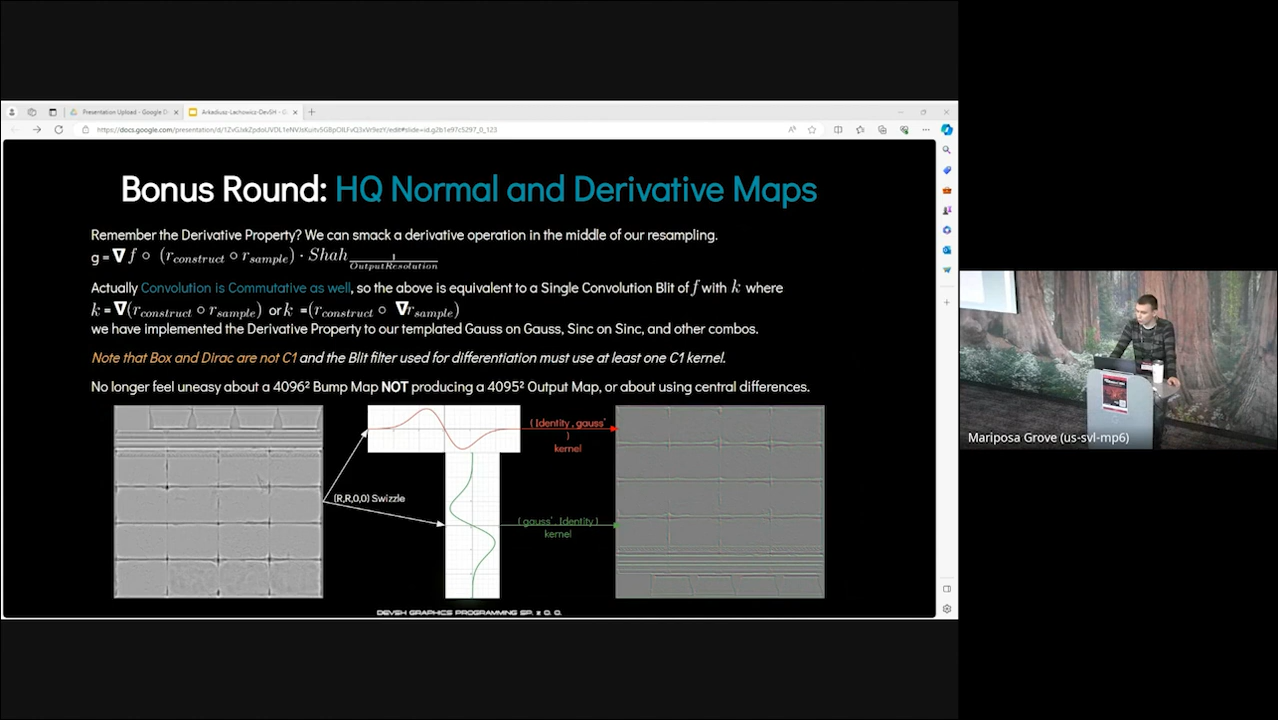 Presentation Upload - Google D
Arkadiusz-Lachowicz-DevSH - G
Bonus Round: HQ Normal and Derivative Maps
Remember the Derivative Property? We can smack a derivative operation in the middle of our resampling.
g = ∇ f ∘ (r_construct ∘ r_sample) · Shah_{1/OutputResolution}
Actually Convolution is Commutative as well, so the above is equivalent to a Single Convolution Blit of f with k where
k = ∇(r_construct ∘ r_sample) or k =(r_construct ∘ ∇r_sample)
we have implemented the Derivative Property to our templated Gauss on Gauss, Sinc on Sinc, and other combos.
Note that Box and Dirac are not C1 and the Blit filter used for differentiation must use at least one C1 kernel.
No longer feel uneasy about a 4096² Bump Map NOT producing a 4095² Output Map, or about using central differences.
( Identity , gauss'
)
kernel
(R,R,0,0) Swizzle
( gauss' , Identity )
kernel
DEVSH GRAPHICS PROGRAMMING SP. Z O. O.
Mariposa Grove (us-svl-mp6)